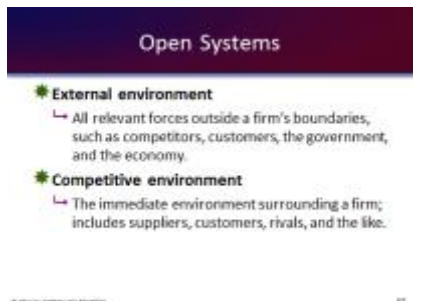 Open Systems
External environment
All relevant forces outside a firm's boundaries,
such as competitors, customers, the government,
and the economy.
Competitive environment
The immediate environment surrounding a firm;
includes suppliers, customers, rivals, and the like.